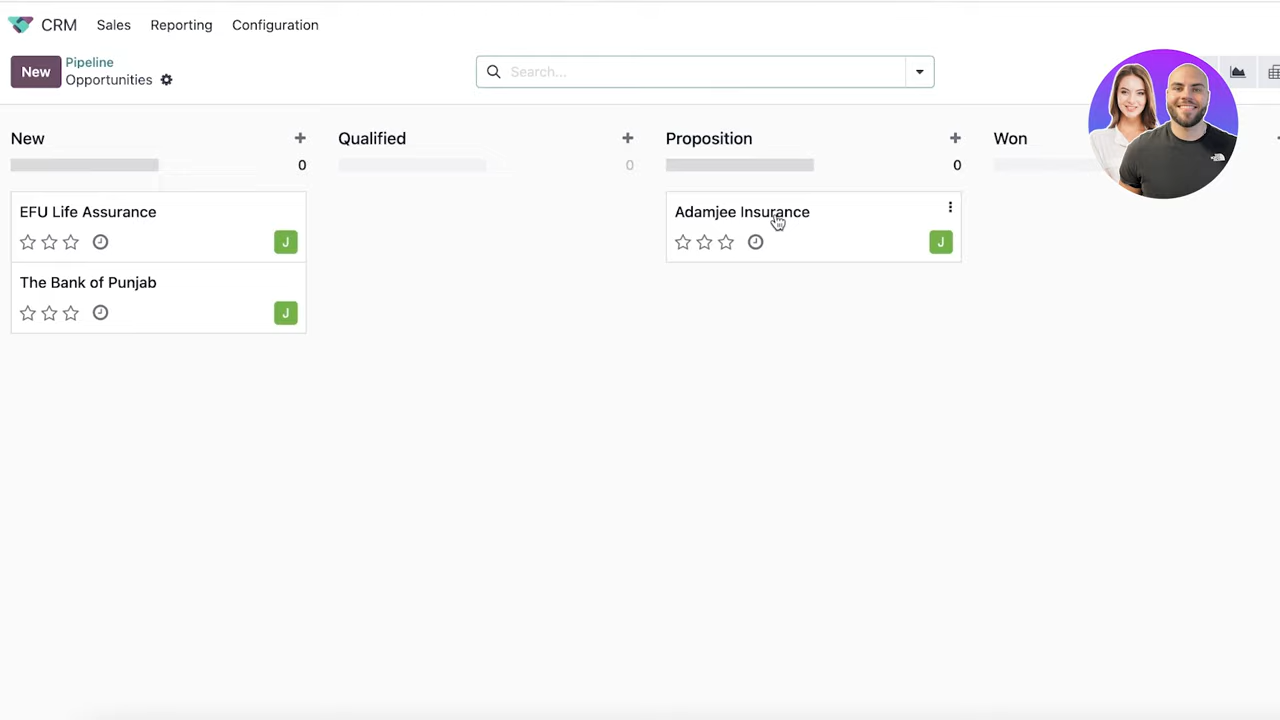 CRM Sales Reporting Configuration
New
Pipeline
Opportunities
Search...
New
0
Qualified
0
Proposition
0
Won
EFU Life Assurance
J
The Bank of Punjab
J
Adamjee Insurance
J